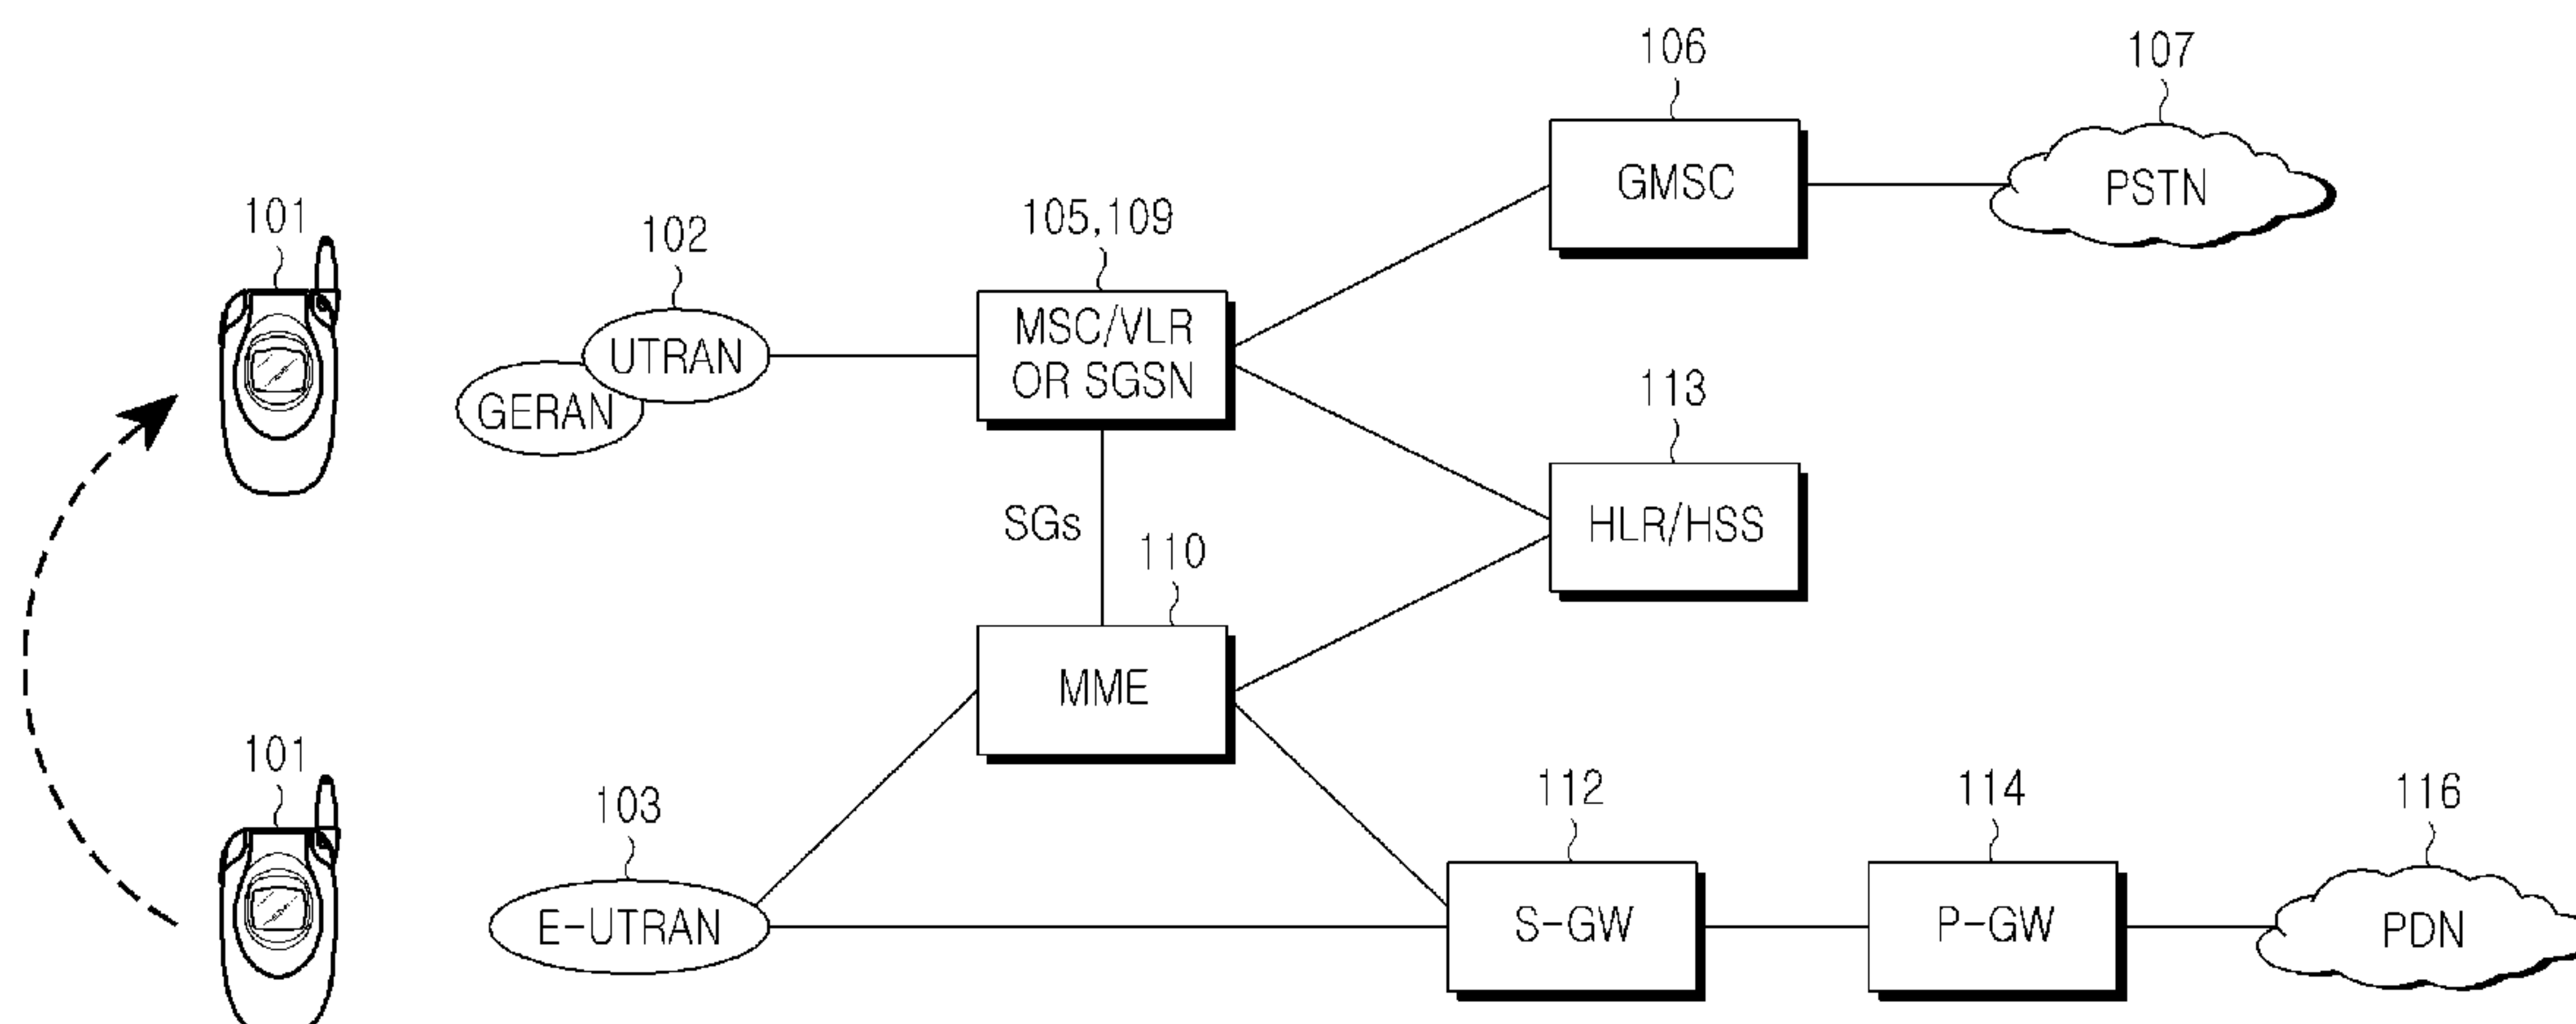 106
107
GMSC
PSTN
101
102
105,109
UTRAN
GERAN
MSC/VLR
OR SGSN
113
HLR/HSS
SGs
110
MME
101
103
E-UTRAN
112
S-GW
114
P-GW
116
PDN